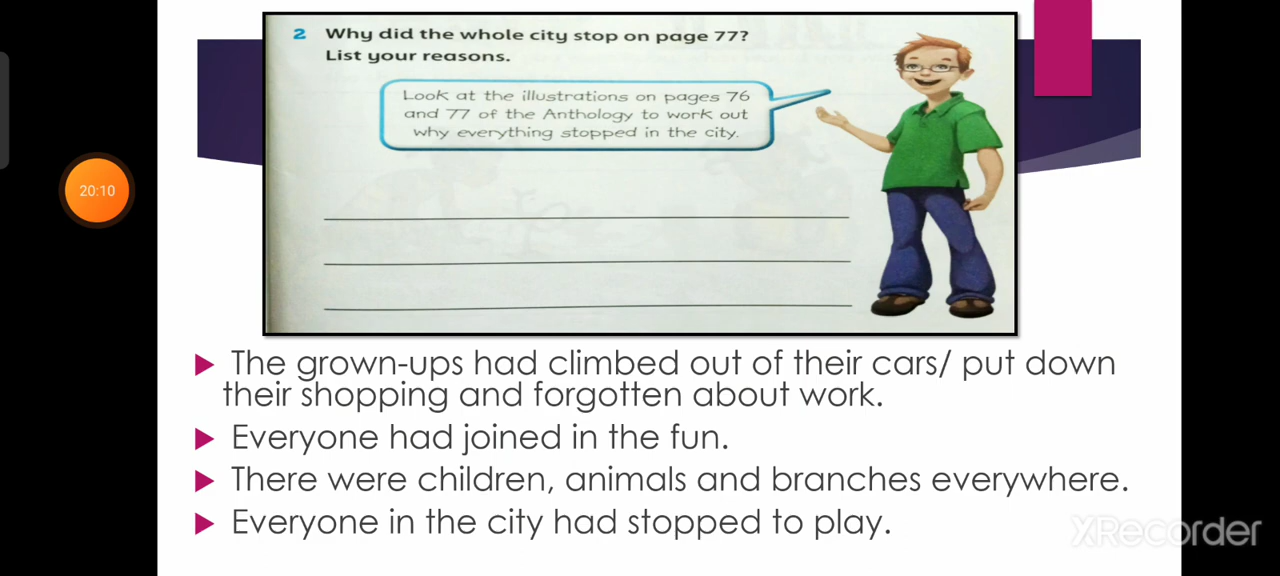 2 Why did the whole city stop on page 77?
List your reasons.
Look at the illustrations on pages 76
and 77 of the Anthology to work out
why everything stopped in the city.
20:10
The grown-ups had climbed out of their cars/ put down
their shopping and forgotten about work.
Everyone had joined in the fun.
There were children, animals and branches everywhere.
Everyone in the city had stopped to play.
XRecorder